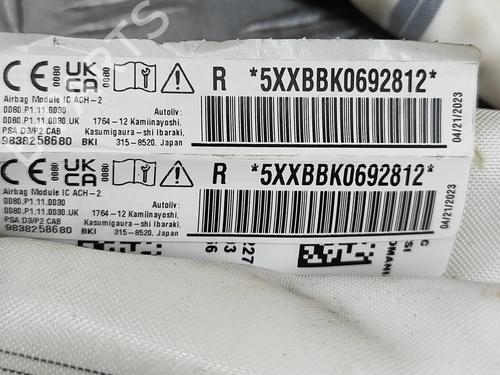 CE 0080 UK CA 0080 R *5XXBBK0692812*
Airbag Module IC ACH-2
0080.P1.11.0030 Autoliv:
0080.P1.11.0030.UK 1764-12 Kamiinayoshi,
PSA D3/P2 CAB Kasumigaura-shi Ibaraki,
9838258680 BKI 315-8520, Japan
04/21/2023
CE 0080 UK CA 0080 R *5XXBBK0692812*
Airbag Module IC ACH-2
0080.P1.11.0030 Autoliv:
0080.P1.11.0030.UK 1764-12 Kamiinayoshi,
PSA D3/P2 CAB Kasumigaura-shi Ibaraki,
9838258680 BKI 315-8520, Japan
04/21/2023